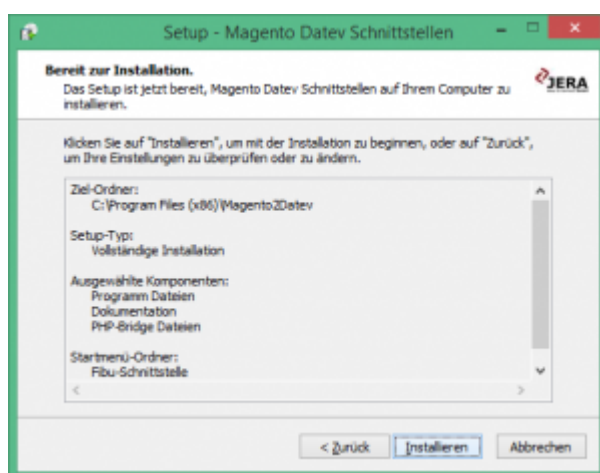 Setup - Magento Datev Schnittstellen
Bereit zur Installation.
Das Setup ist jetzt bereit, Magento Datev Schnittstellen auf Ihrem Computer zu
installieren.
JERA
Klicken Sie auf "Installieren", um mit der Installation zu beginnen, oder auf "Zurück",
um Ihre Einstellungen zu überprüfen oder zu ändern.
Ziel-Ordner:
C:\Program Files (x86)\Magento2Datev
Setup-Typ:
Vollständige Installation
Ausgewählte Komponenten:
Programm Dateien
Dokumentation
PHP-Bridge Dateien
Startmenü-Ordner:
Fibu-Schnittstelle
< Zurück
Installieren
Abbrechen